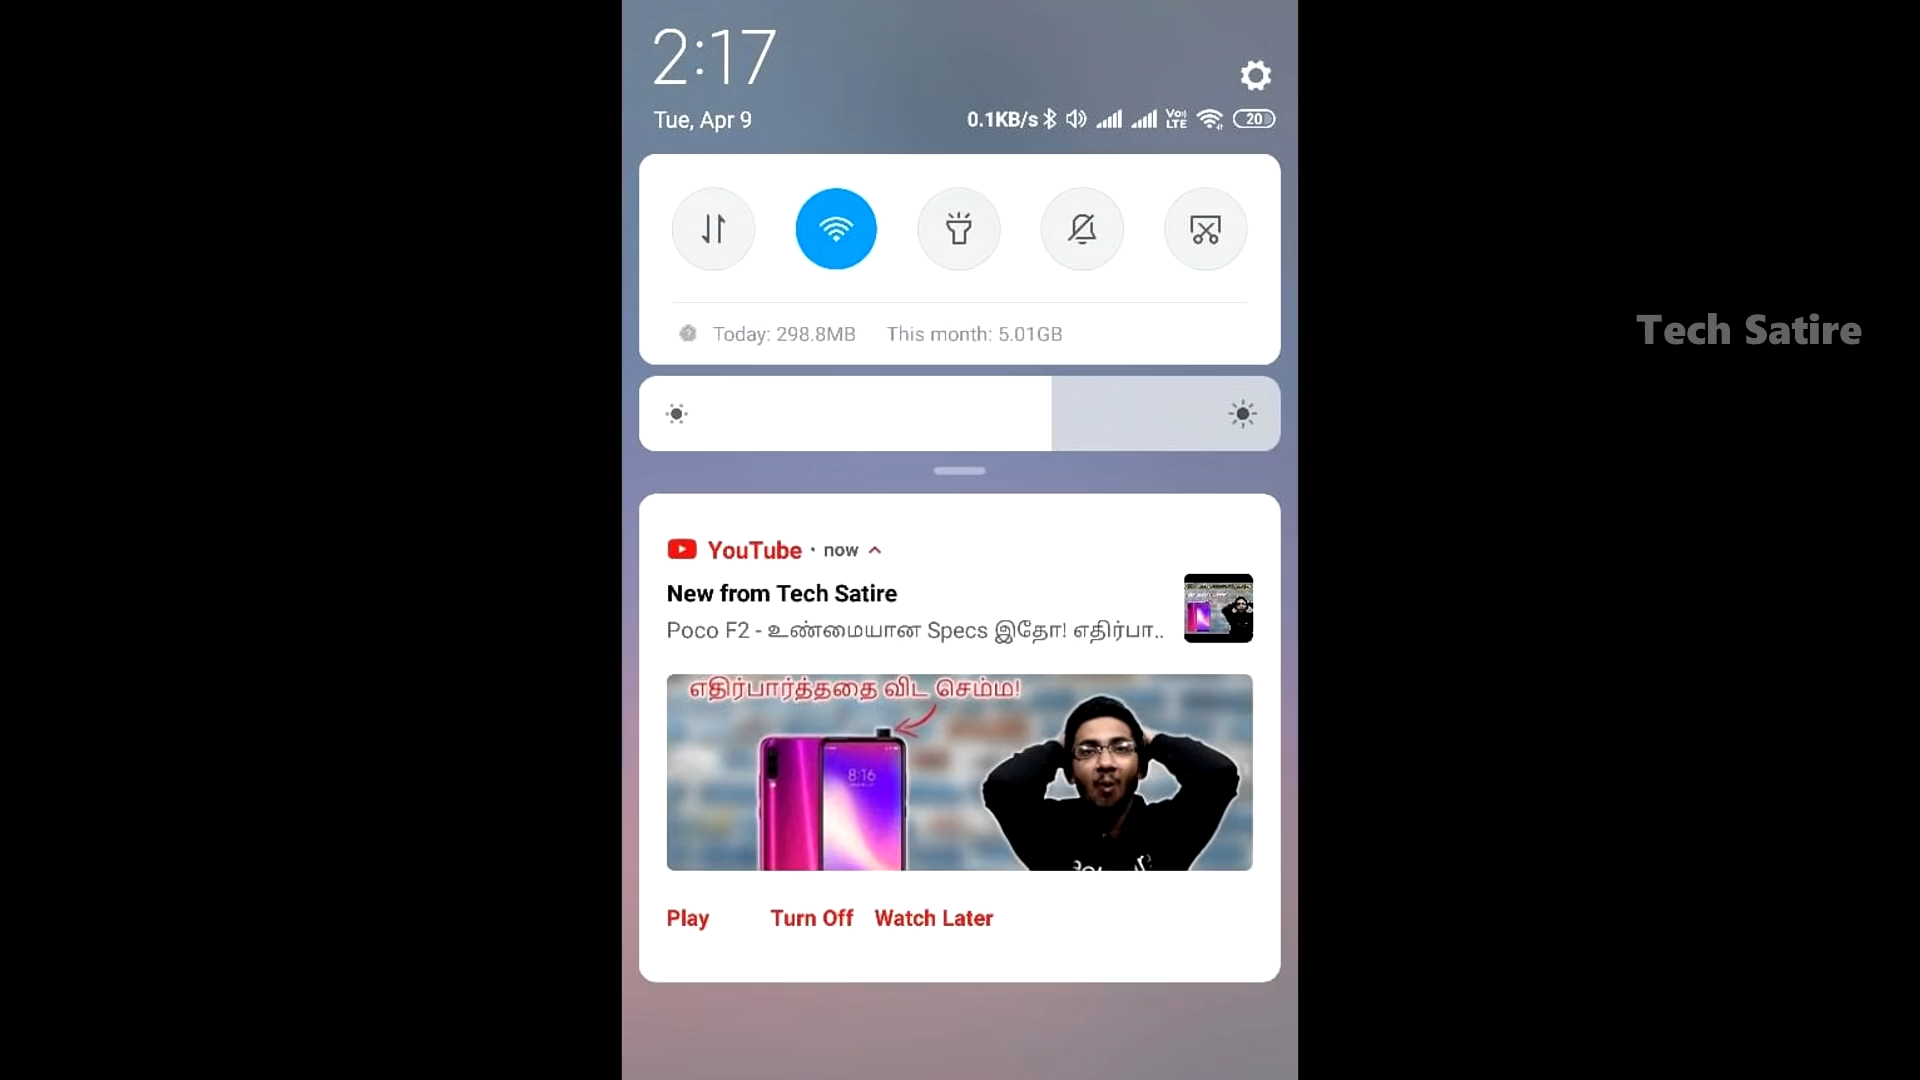 2:17
Tue, Apr 9
0.1KB/s
Vo)
LTE
20
Today: 298.8MB
This month: 5.01GB
Tech Satire
YouTube · now
New from Tech Satire
Poco F2 - உண்மையான Specs இதோ! எதிர்பா..
எதிர்பார்த்ததை விட செம்ம!
8:16
Play
Turn Off
Watch Later